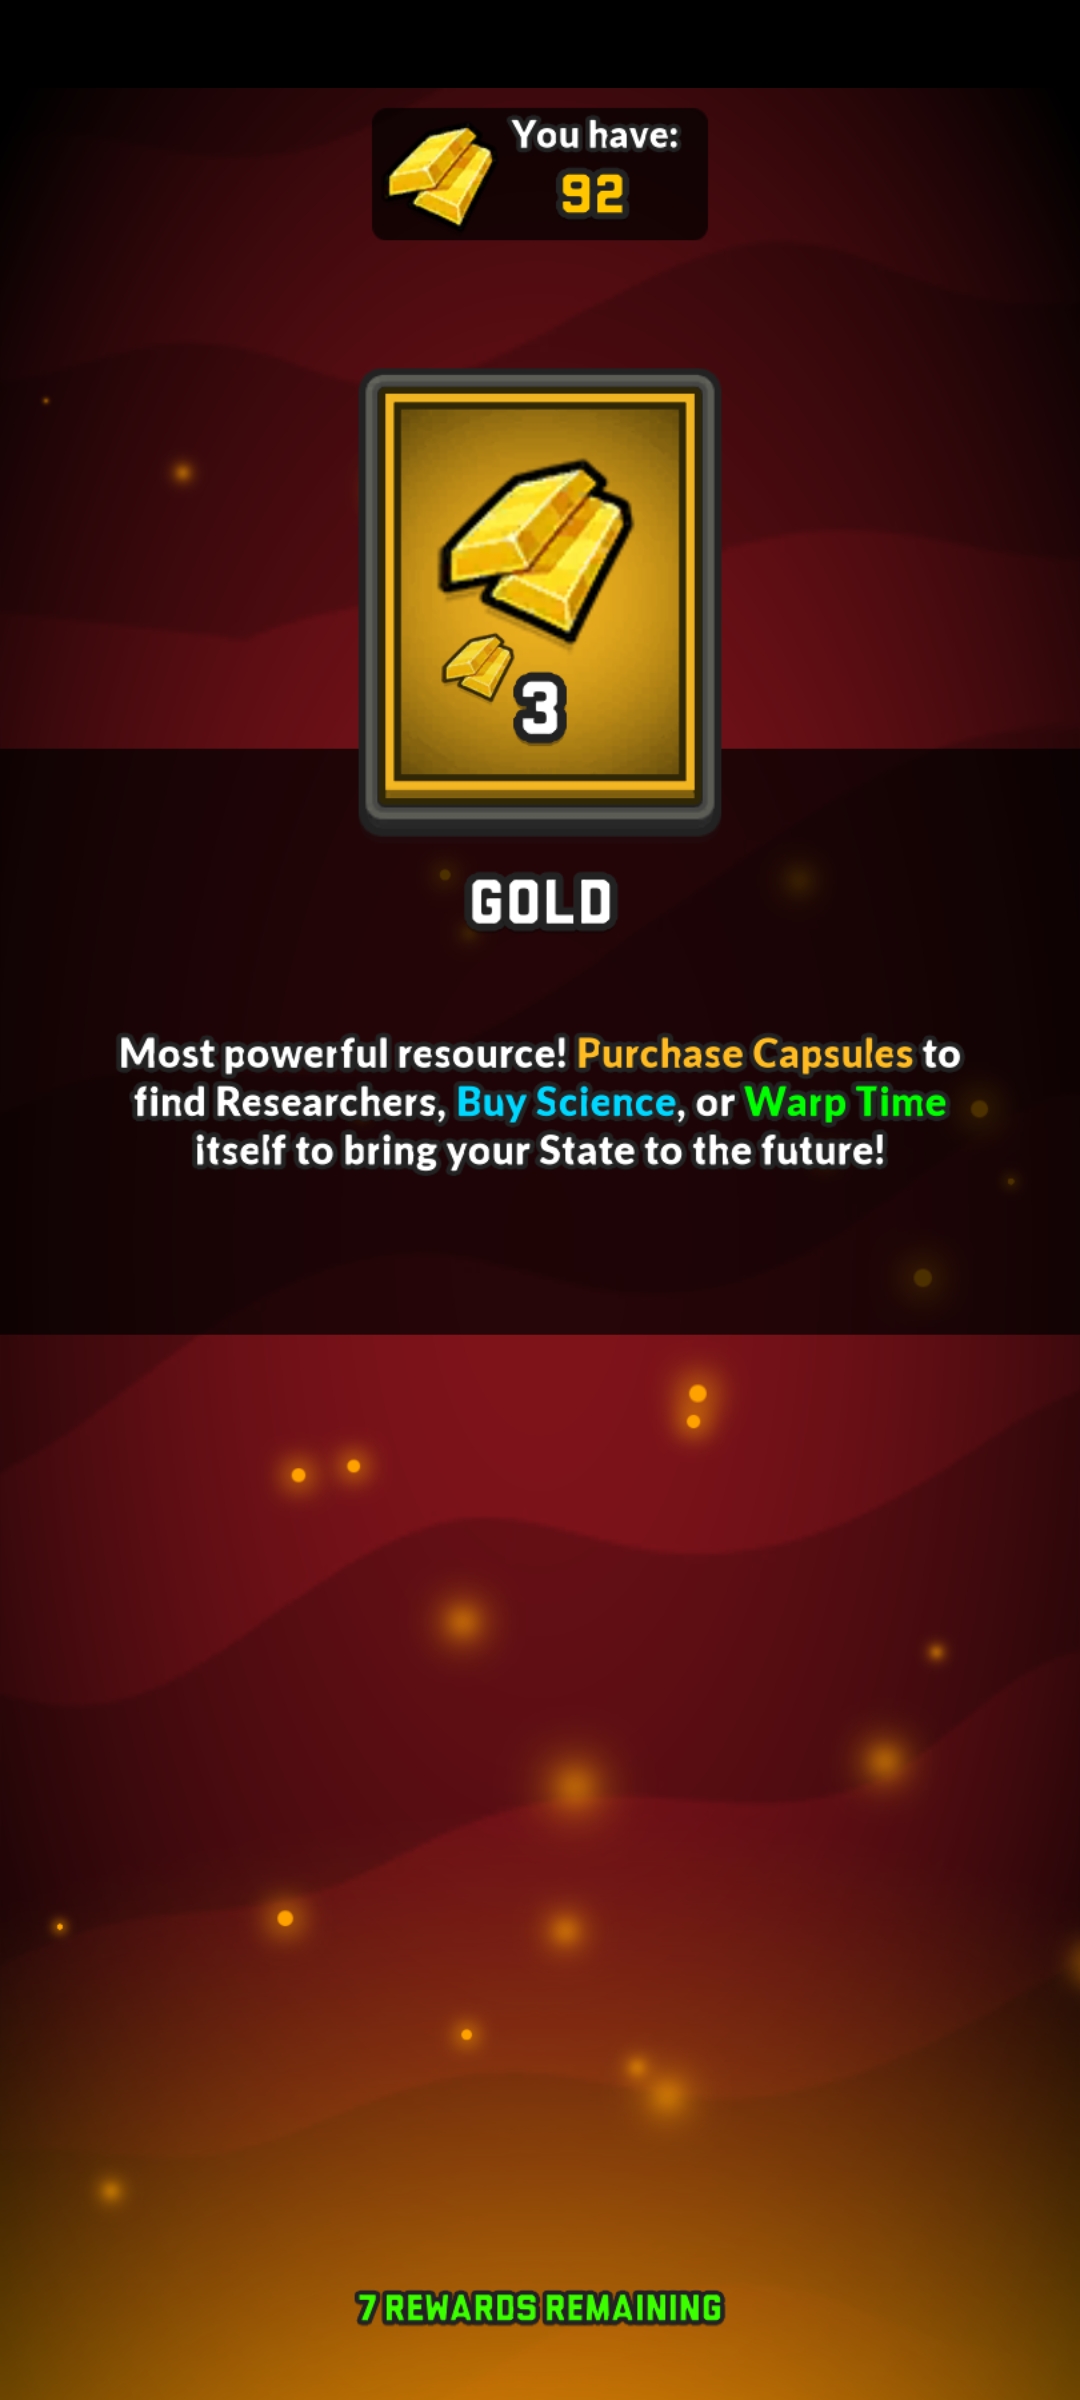 You have:
92
3
GOLD
Most powerful resource! Purchase Capsules to
find Researchers, Buy Science, or Warp Time
itself to bring your State to the future!
7 REWARDS REMAINING